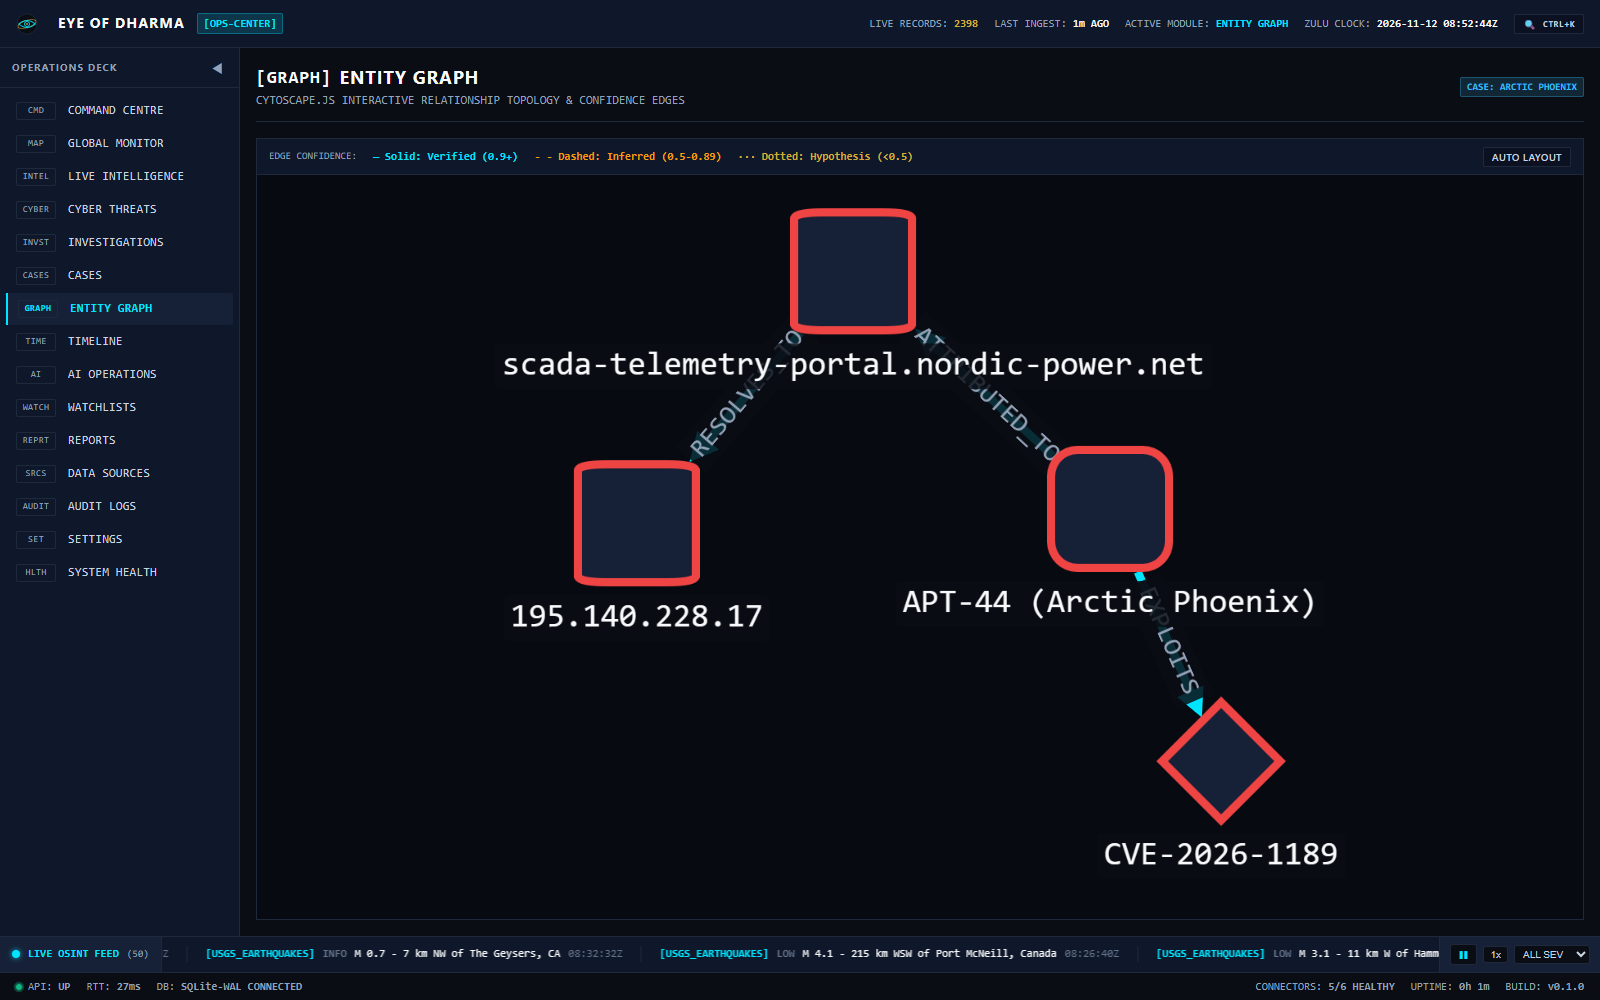 EYE OF DHARMA [OPS-CENTER] LIVE RECORDS: 2398 LAST INGEST: 1m AGO ACTIVE MODULE: ENTITY GRAPH ZULU CLOCK: 2026-11-12 08:52:44Z CTRL+K
OPERATIONS DECK
CMD COMMAND CENTRE
MAP GLOBAL MONITOR
INTEL LIVE INTELLIGENCE
CYBER CYBER THREATS
INVST INVESTIGATIONS
CASES CASES
GRAPH ENTITY GRAPH
TIME TIMELINE
AI AI OPERATIONS
WATCH WATCHLISTS
REPRT REPORTS
SRCS DATA SOURCES
AUDIT AUDIT LOGS
SET SETTINGS
HLTH SYSTEM HEALTH
[GRAPH] ENTITY GRAPH
CYTOSCAPE.JS INTERACTIVE RELATIONSHIP TOPOLOGY & CONFIDENCE EDGES
CASE: ARCTIC PHOENIX
EDGE CONFIDENCE: — Solid: Verified (0.9+) - - Dashed: Inferred (0.5-0.89) ··· Dotted: Hypothesis (<0.5) AUTO LAYOUT
scada-telemetry-portal.nordic-power.net
RESOLVES_TO
ATTRIBUTED_TO
195.140.228.17
APT-44 (Arctic Phoenix)
EXPLOITS
CVE-2026-1189
LIVE OSINT FEED (50) Z [USGS_EARTHQUAKES] INFO M 0.7 - 7 km NW of The Geysers, CA 08:32:32Z [USGS_EARTHQUAKES] LOW M 4.1 - 215 km WSW of Port McNeill, Canada 08:26:40Z [USGS_EARTHQUAKES] LOW M 3.1 - 11 km W of Hamm 1x ALL SEV
API: UP RTT: 27ms DB: SQLite-WAL CONNECTED CONNECTORS: 5/6 HEALTHY UPTIME: 0h 1m BUILD: v0.1.0